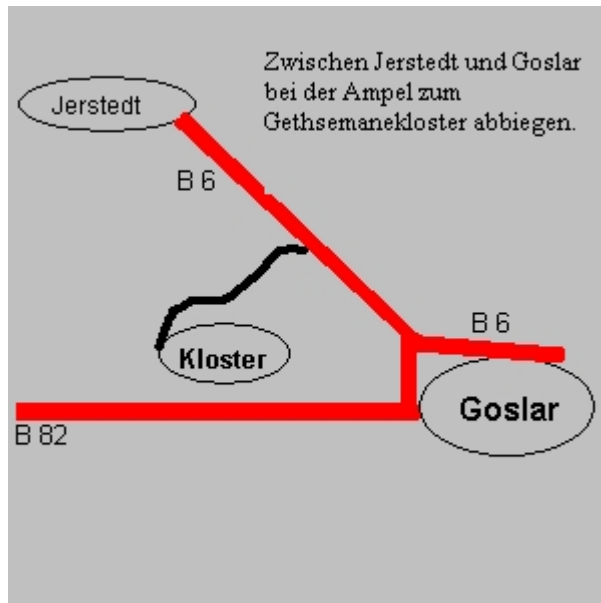 Zwischen Jerstedt und Goslar
bei der Ampel zum
Gethsemanekloster abbiegen.
Jerstedt
B 6
B 6
Kloster
Goslar
B 82